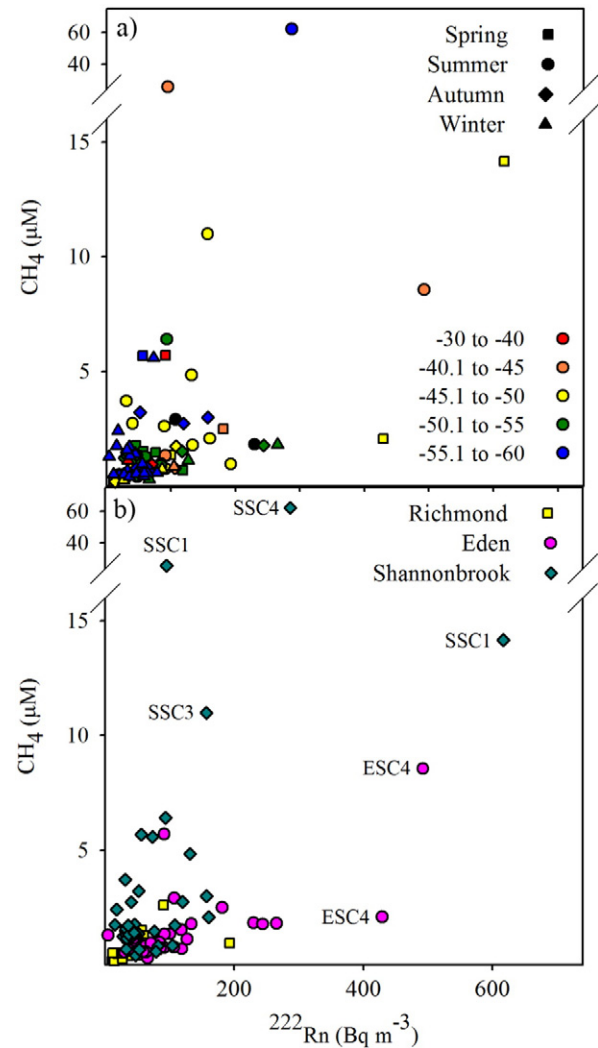 a)
60
40
15
10
5
CH₄ (μM)
Spring
Summer
Autumn
Winter
-30 to -40
-40.1 to -45
-45.1 to -50
-50.1 to -55
-55.1 to -60
b)
60
40
15
10
5
CH₄ (μM)
SSC4
SSC1
SSC1
SSC3
ESC4
ESC4
Richmond
Eden
Shannonbrook
200 400 600
²²²Rn (Bq m⁻³)